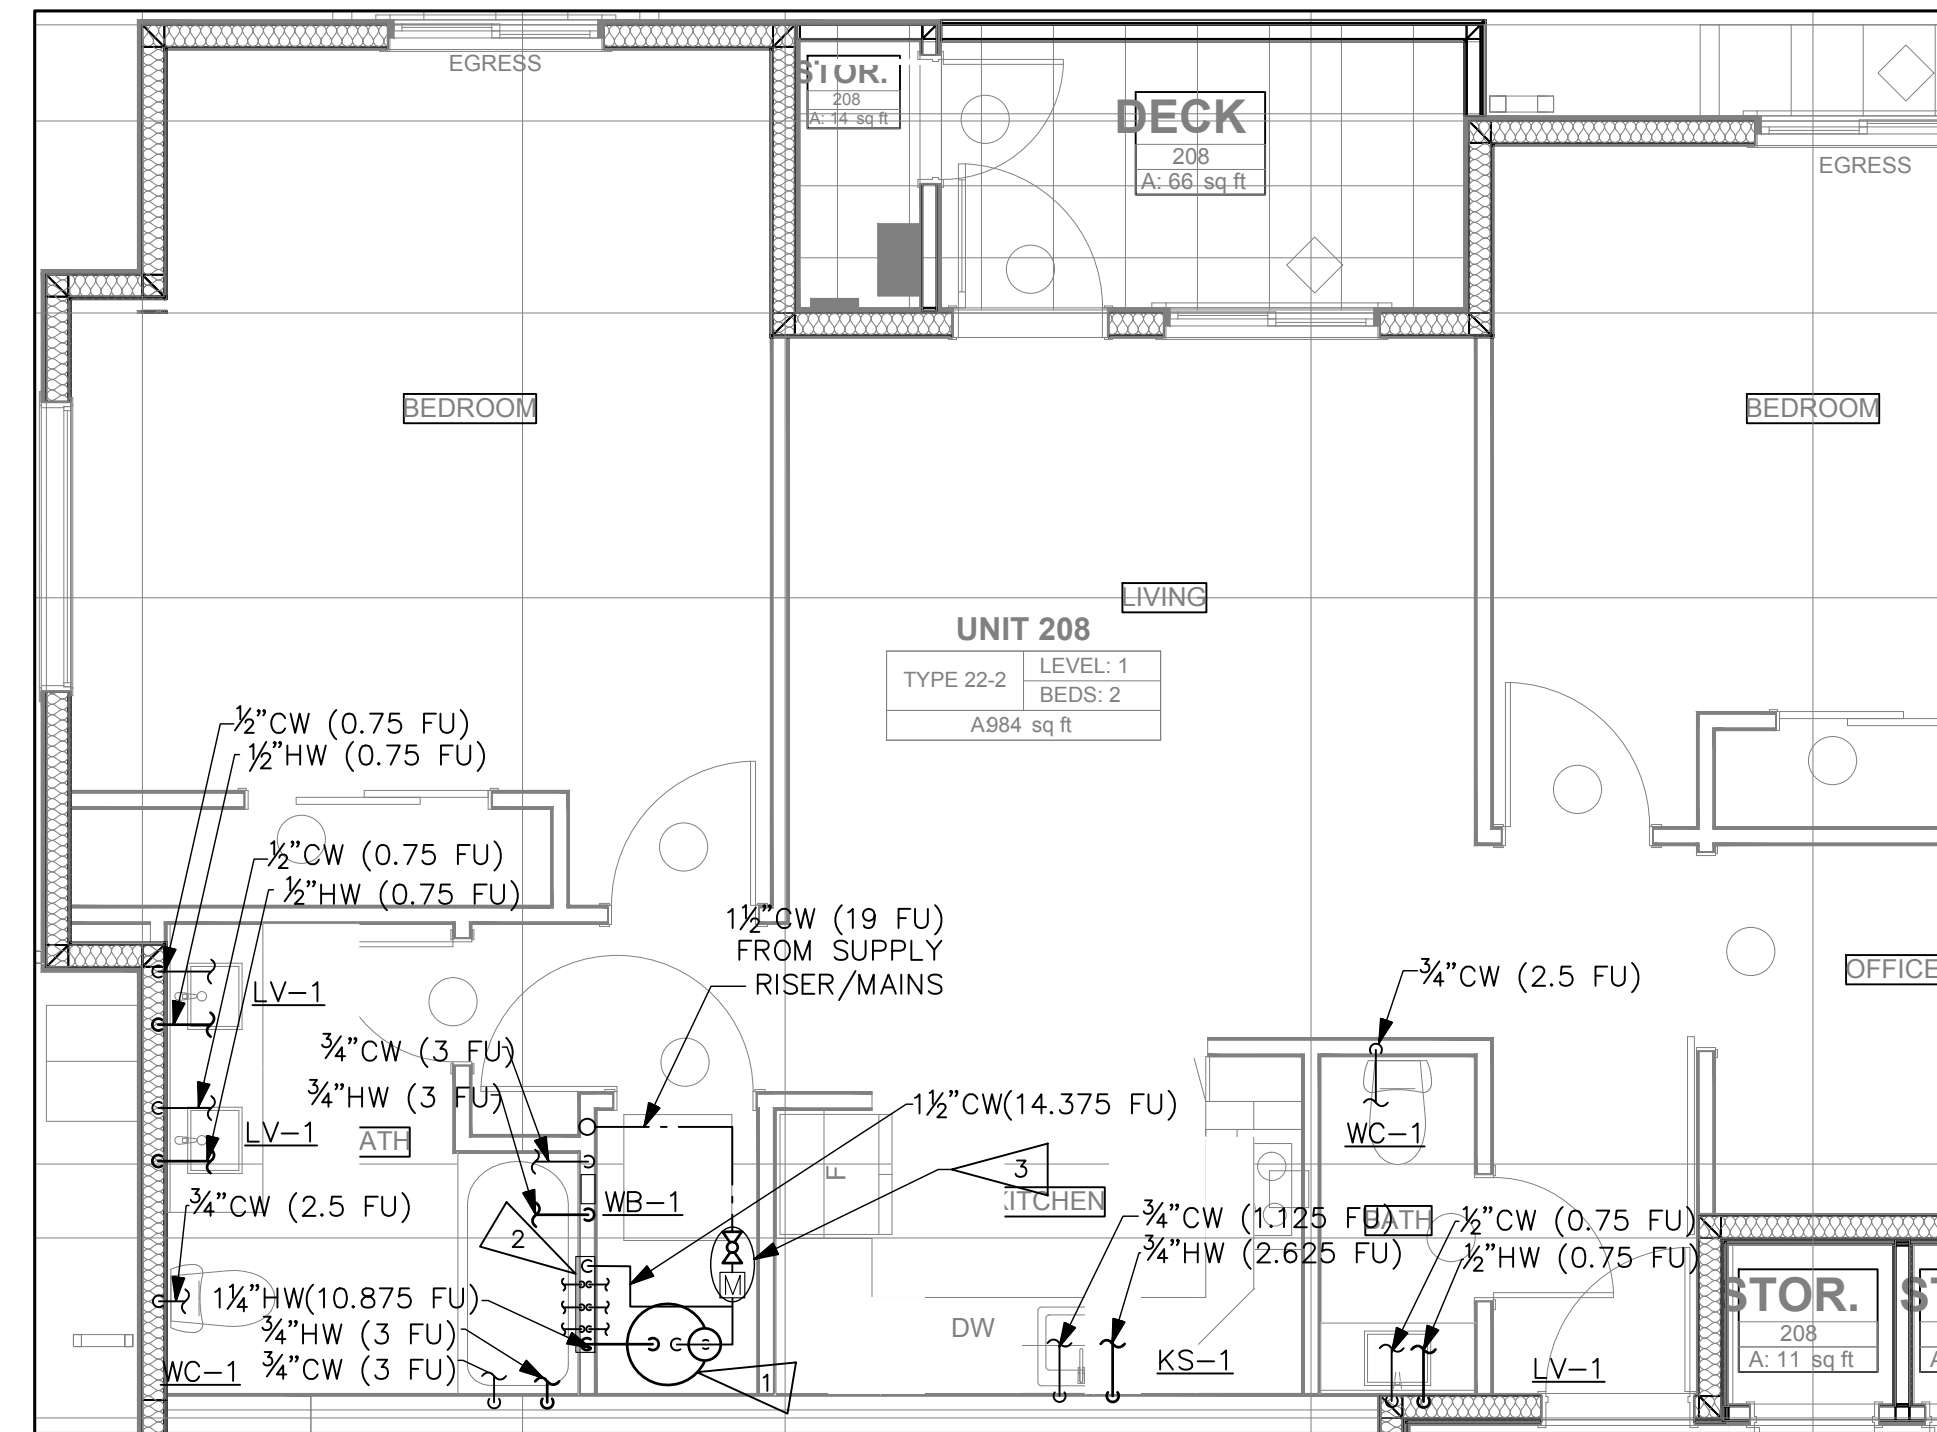 EGRESS
STOR.
208
A: 14 sq ft
DECK
208
A: 66 sq ft
EGRESS
BEDROOM
BEDROOM
LIVING
UNIT 208
TYPE 22-2
LEVEL: 1
BEDS: 2
A984 sq ft
½"CW (0.75 FU)
½"HW (0.75 FU)
½"CW (0.75 FU)
½"HW (0.75 FU)
1½"CW (19 FU)
FROM SUPPLY
RISER/MAINS
OFFICE
¾"CW (2.5 FU)
LV-1
¾"CW (3 FU)
¾"HW (3 FU)
1½"CW(14.375 FU)
LV-1
ATH
WC-1
F
3
KITCHEN
WB-1
2
¾"CW (2.5 FU)
¾"CW (1.125 FU)
¾"HW (2.625 FU)
BATH
½"CW (0.75 FU)
½"HW (0.75 FU)
M
1¼"HW(10.875 FU)
¾"HW (3 FU)
¾"CW (3 FU)
WC-1
1
DW
KS-1
LV-1
STOR.
208
A: 11 sq ft